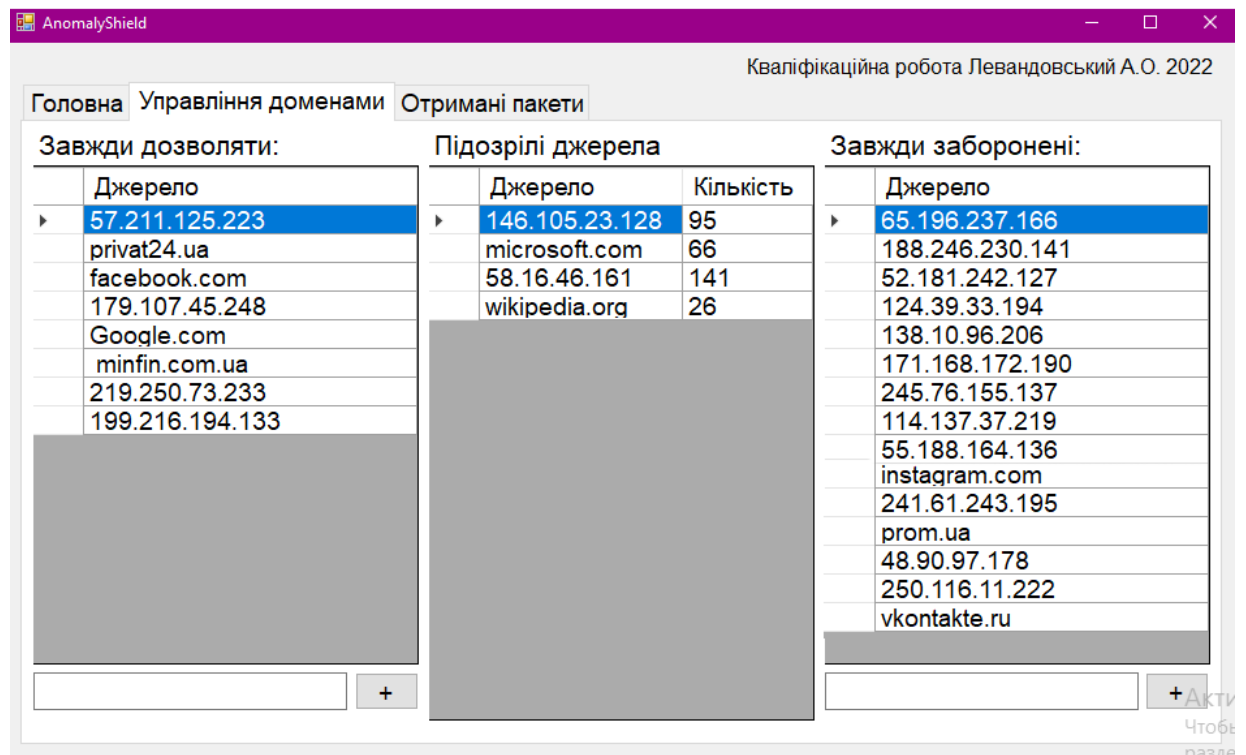 AnomalyShield
Кваліфікаційна робота Левандовський А.О. 2022
Головна Управління доменами Отримані пакети
Завжди дозволяти:
Джерело
57.211.125.223
privat24.ua
facebook.com
179.107.45.248
Google.com
minfin.com.ua
219.250.73.233
199.216.194.133
+
Підозрілі джерела
Джерело Кількість
146.105.23.128 95
microsoft.com 66
58.16.46.161 141
wikipedia.org 26
Завжди заборонені:
Джерело
65.196.237.166
188.246.230.141
52.181.242.127
124.39.33.194
138.10.96.206
171.168.172.190
245.76.155.137
114.137.37.219
55.188.164.136
instagram.com
241.61.243.195
prom.ua
48.90.97.178
250.116.11.222
vkontakte.ru
+